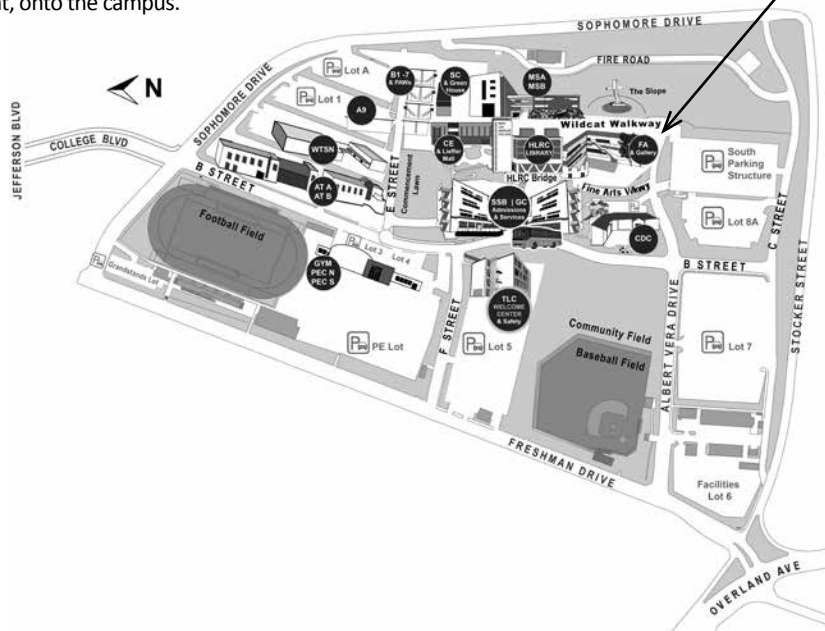 nt, onto the campus.
SOPHOMORE DRIVE
FIRE ROAD
SOPHOMORE DRIVE
P Lot A
P Lot 1
B1 -7
& PAWs
SC
& Green
House
MSA
MSB
The Slope
N
A9
Wildcat Walkway
JEFFERSON BLVD
COLLEGE BLVD
WTSN
E STREET
Commencement
Lawn
CE
& Lieffer
Mall
HLRC
LIBRARY
FA
& Gallery
P South
Parking
Structure
HLRC Bridge
B STREET
AT A
AT B
SSB | GC
Admissions
& Services
Fine Arts Wkwy
P Lot 8A
C STREET
Football Field
CDC
P Lot 3
Lot 4
B STREET
P Grandstands Lot
GYM
PEC N
PEC S
TLC
WELCOME
CENTER
& Safety
STOCKER STREET
P PE Lot
F STREET
P Lot 5
Community Field
Baseball Field
ALBERT VERA DRIVE
P Lot 7
FRESHMAN DRIVE
Facilities
Lot 6
OVERLAND AVE